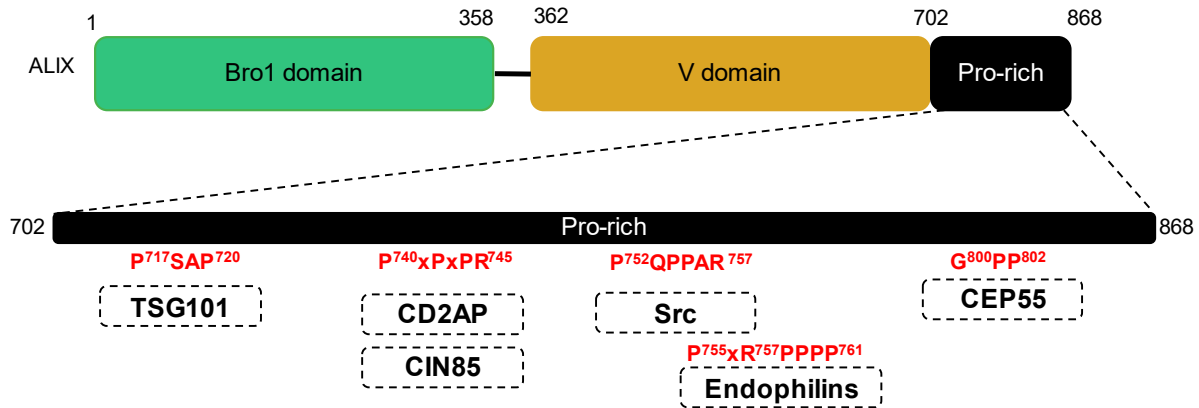 1 358 362 702 868
ALIX Bro1 domain V domain Pro-rich
702 Pro-rich 868
P⁷¹⁷SAP⁷²⁰ P⁷⁴⁰xPxPR⁷⁴⁵ P⁷⁵²QPPAR⁷⁵⁷ G⁸⁰⁰PP⁸⁰²
TSG101 CD2AP Src CEP55
P⁷⁵⁵xR⁷⁵⁷PPPP⁷⁶¹
CIN85 Endophilins